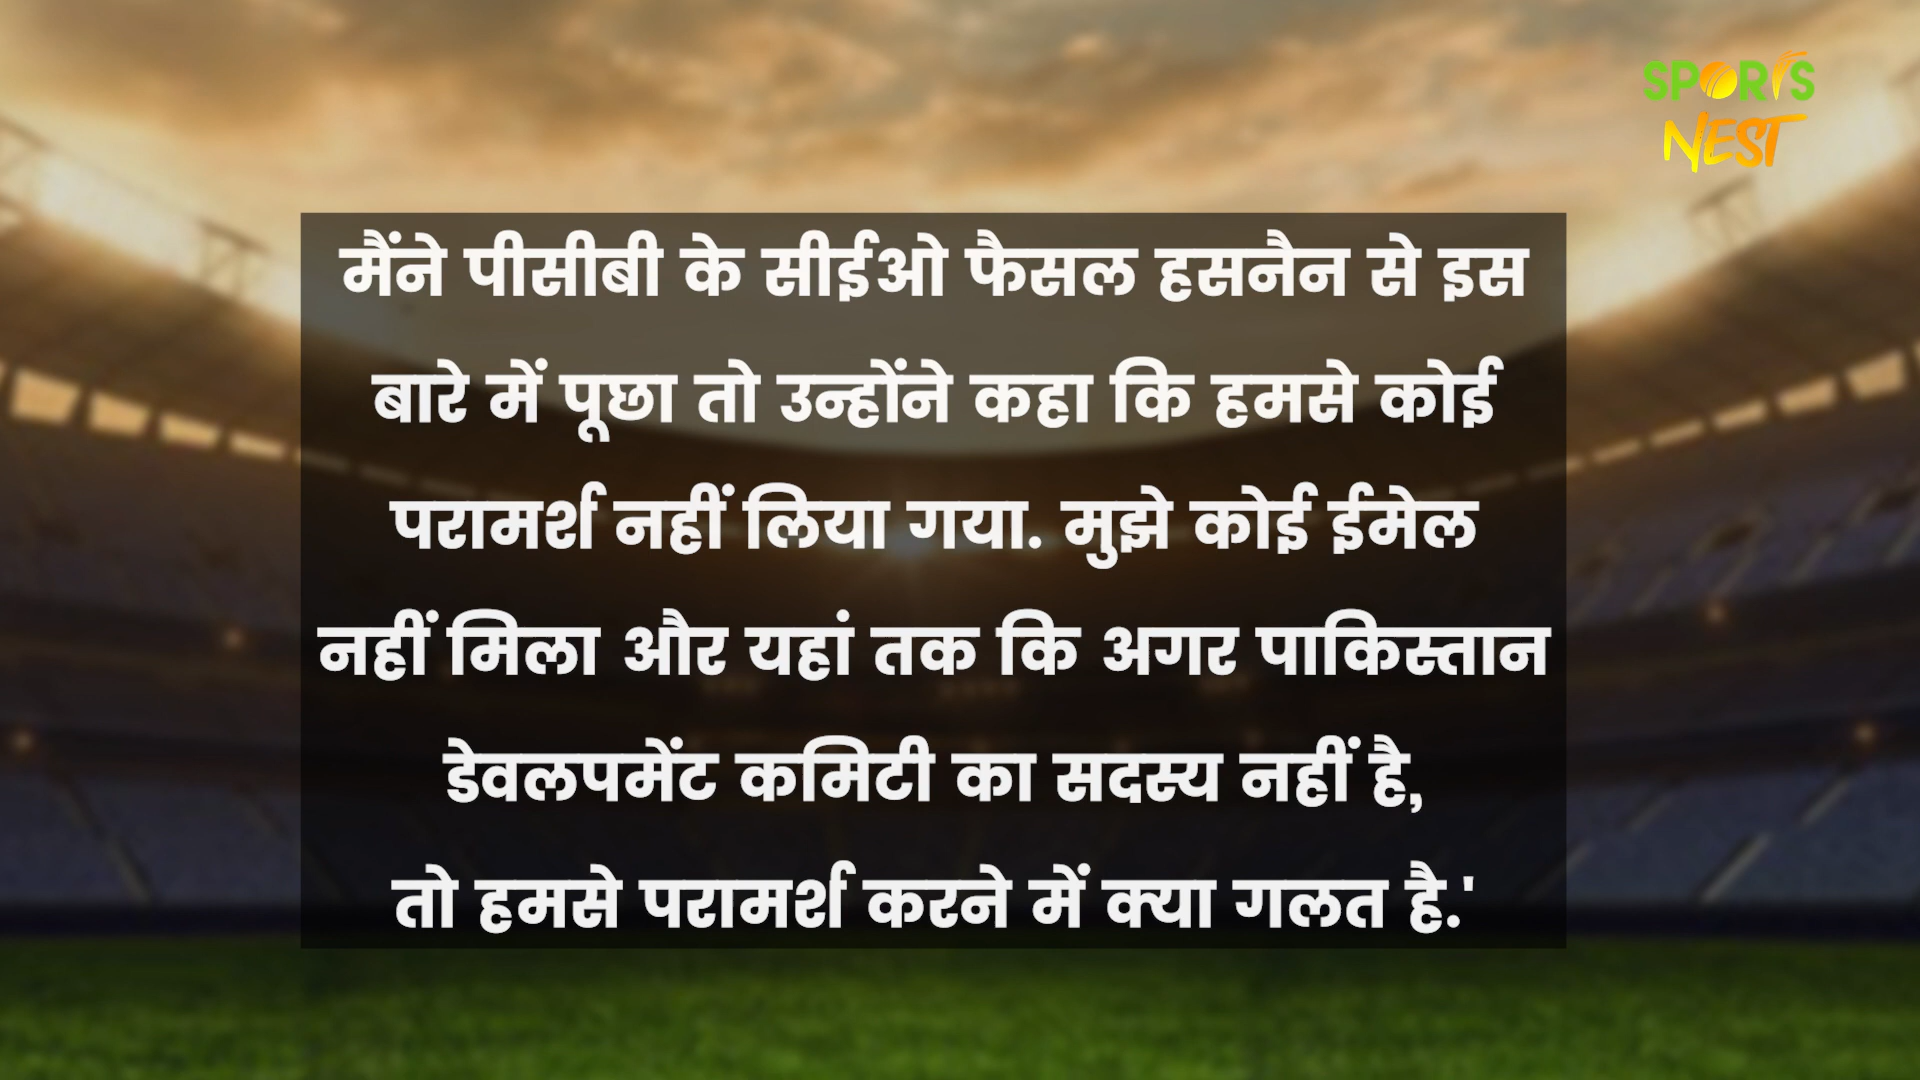 SPORTS
NEST
मैंने पीसीबी के सीईओ फैसल हसनैन से इस
बारे में पूछा तो उन्होंने कहा कि हमसे कोई
परामर्श नहीं लिया गया. मुझे कोई ईमेल
नहीं मिला और यहां तक कि अगर पाकिस्तान
डेवलपमेंट कमिटी का सदस्य नहीं है,
तो हमसे परामर्श करने में क्या गलत है.'